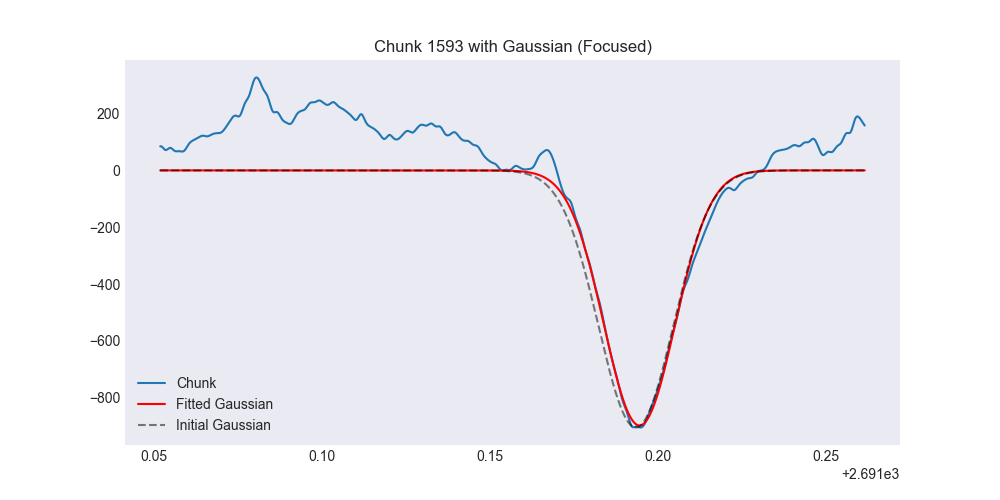 Chunk 1593 with Gaussian (Focused)
200
0
−200
−400
−600
−800
Chunk
Fitted Gaussian
Initial Gaussian
0.05 0.10 0.15 0.20 0.25
+2.691e3